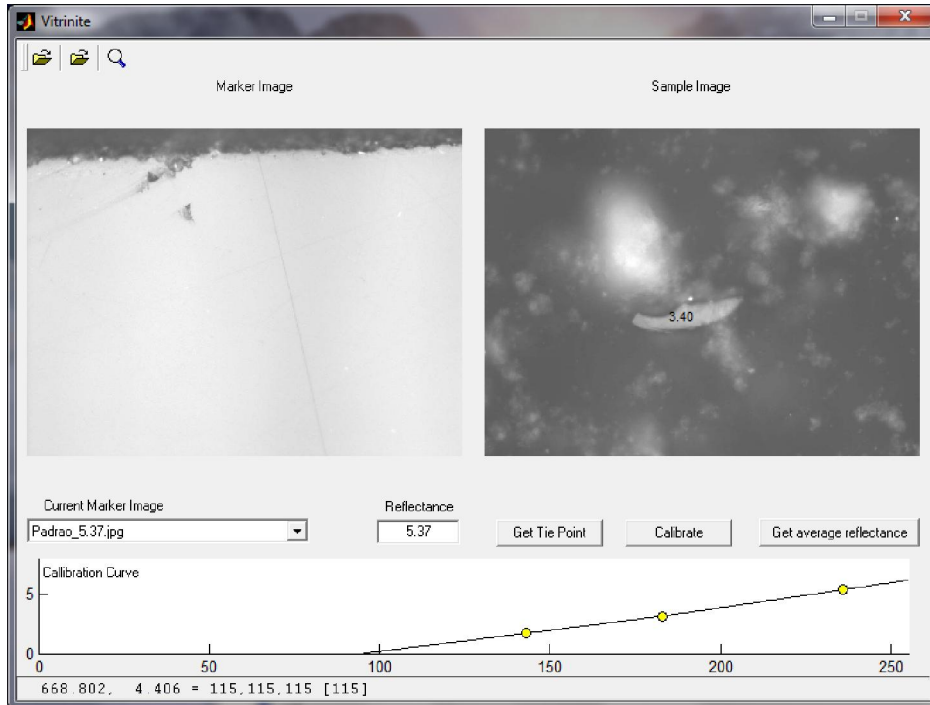 Vitrinite
Marker Image
Sample Image
3.40
Current Marker Image
Reflectance
Padrao_5.37.jpg
5.37
Get Tie Point
Calibrate
Get average reflectance
Callibration Curve
5
0
0 50 100 150 200 250
668.802, 4.406 = 115,115,115 [115]